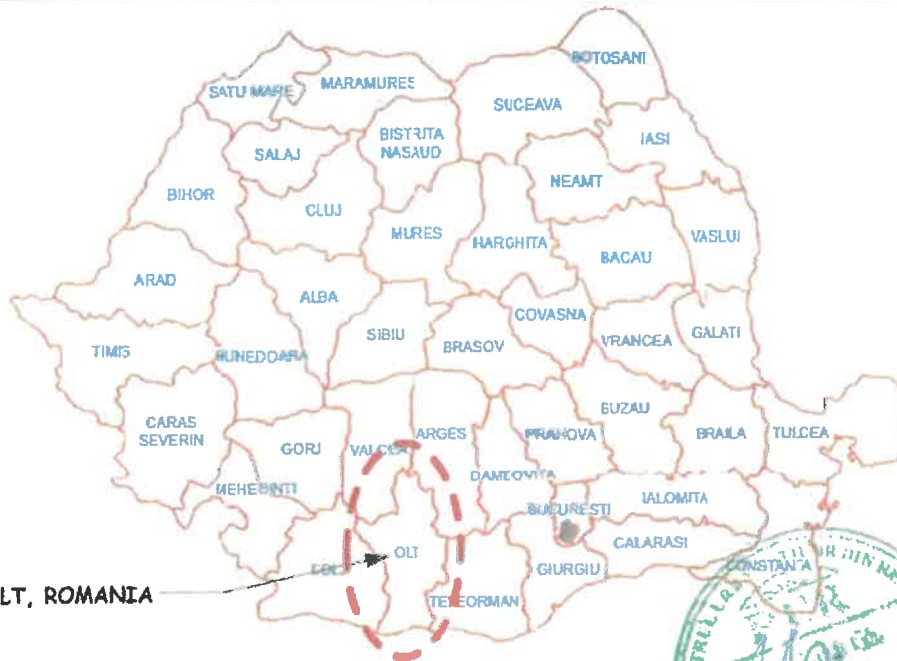 BOTOSANI
SATU MARE
MARAMURES
SUCEAVA
IASI
BISTRITA
NASAUD
SALAJ
NEAMT
BIHOR
CLUJ
MURES
HARGHITA
VASLUI
BACAU
ARAD
ALBA
COVASNA
SIBIU
BRASOV
VRANCEA
GALATI
TIMIS
HUNEDOARA
CARAS
SEVERIN
GORJ
VALCEA
ARGES
PRAHOVA
BUZAU
BRAILA
TULCEA
MEHEDINTI
DAMBOVITA
IALOMITA
BUCURESTI
CALARASI
CONSTANTA
OLT
DOLJ
GIURGIU
TELEORMAN
LT, ROMANIA